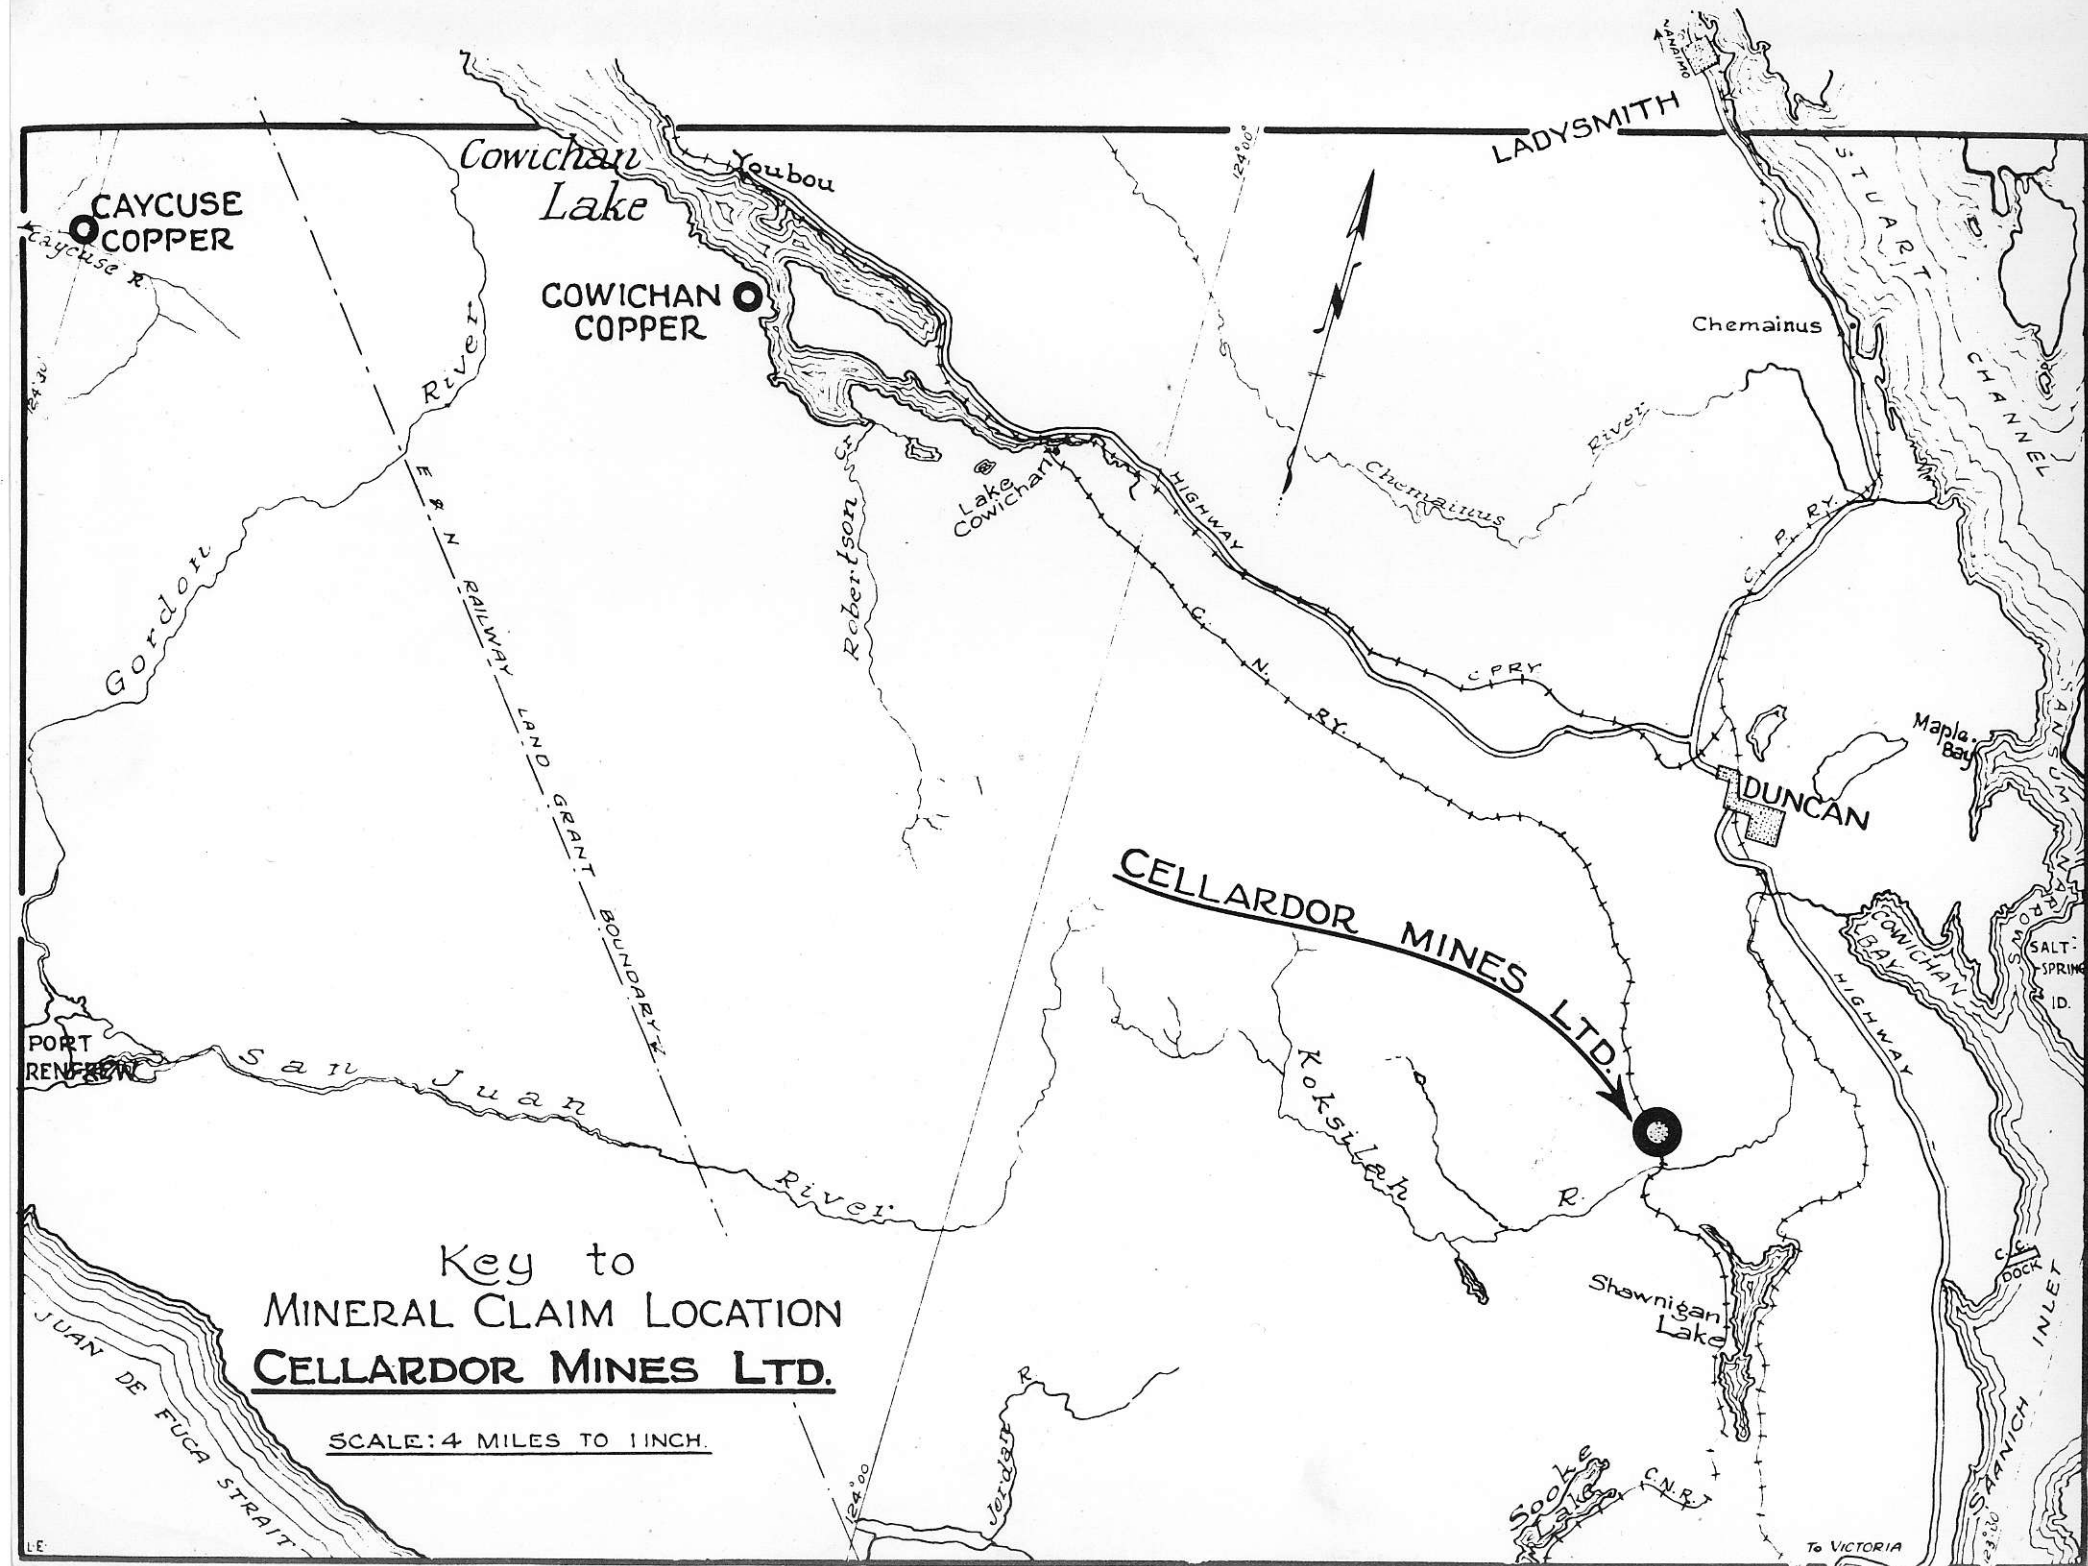 NANAIMO
LADYSMITH
124°00'
STUART
CHANNEL
Cowichan
Lake
Youbou
CAYCUSE
COPPER
Caycuse R
124°30'
COWICHAN
COPPER
Chemainus
River
Gordon
E & N RAILWAY LAND GRANT BOUNDARY
Robertson
Lake
Cowichan
HIGHWAY
Chemainus
River
C. P. RY.
C. N. RY.
C P RY
SANSUM NARROWS
Maple
Bay
DUNCAN
CELLARDOR MINES LTD.
COWICHAN
BAY
SALT-
SPRING
ID.
HIGHWAY
PORT
RENFREW
San Juan
River
Koksilah
R.
Key to
MINERAL CLAIM LOCATION
CELLARDOR MINES LTD.
SCALE: 4 MILES TO 1 INCH.
Shawnigan
Lake
DOCK
SAANICH INLET
JUAN DE FUCA STRAIT
R.
Jordan
124°00
Sooke
Lake
C.N.R.
To VICTORIA
123°30'
L.E.